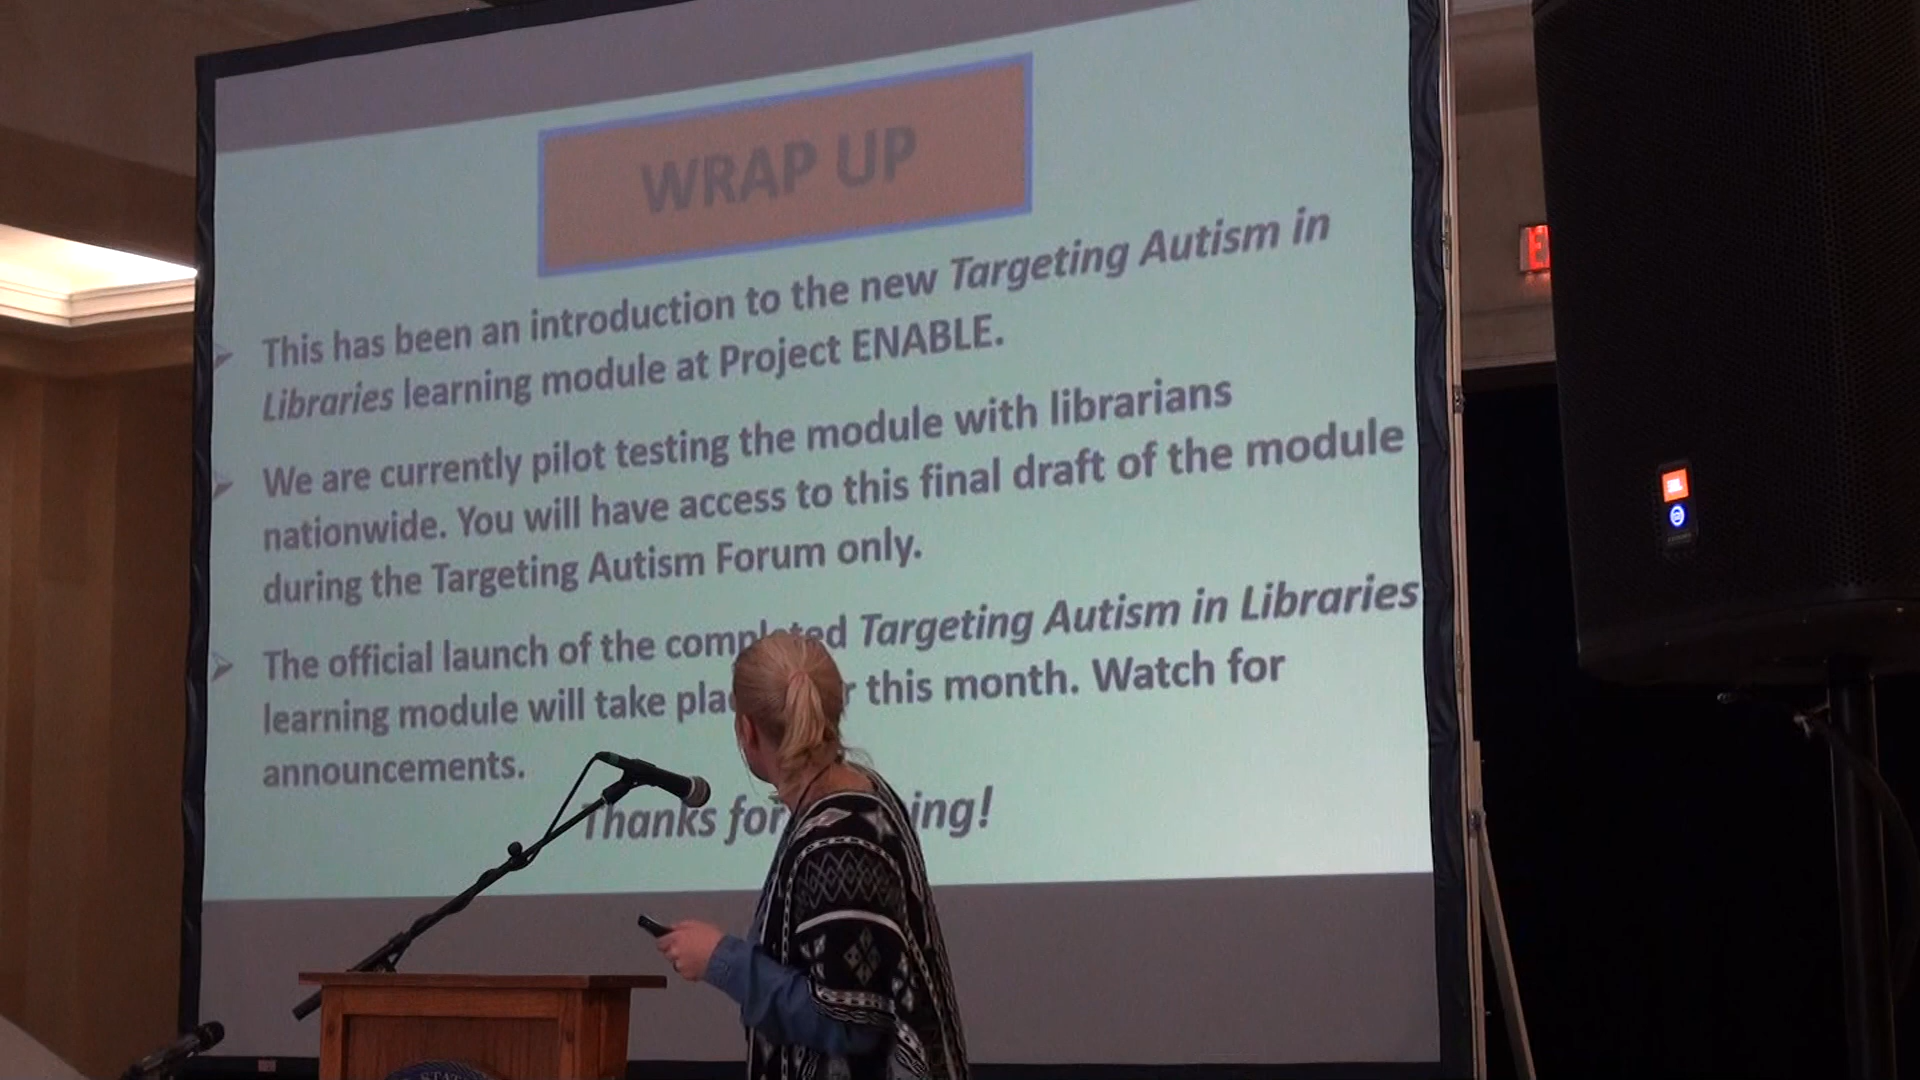 WRAP UP
This has been an introduction to the new Targeting Autism in
Libraries learning module at Project ENABLE.
We are currently pilot testing the module with librarians
nationwide. You will have access to this final draft of the module
during the Targeting Autism Forum only.
The official launch of the completed Targeting Autism in Libraries
learning module will take this month. Watch for
announcements.
Thanks for
JBL
STATE